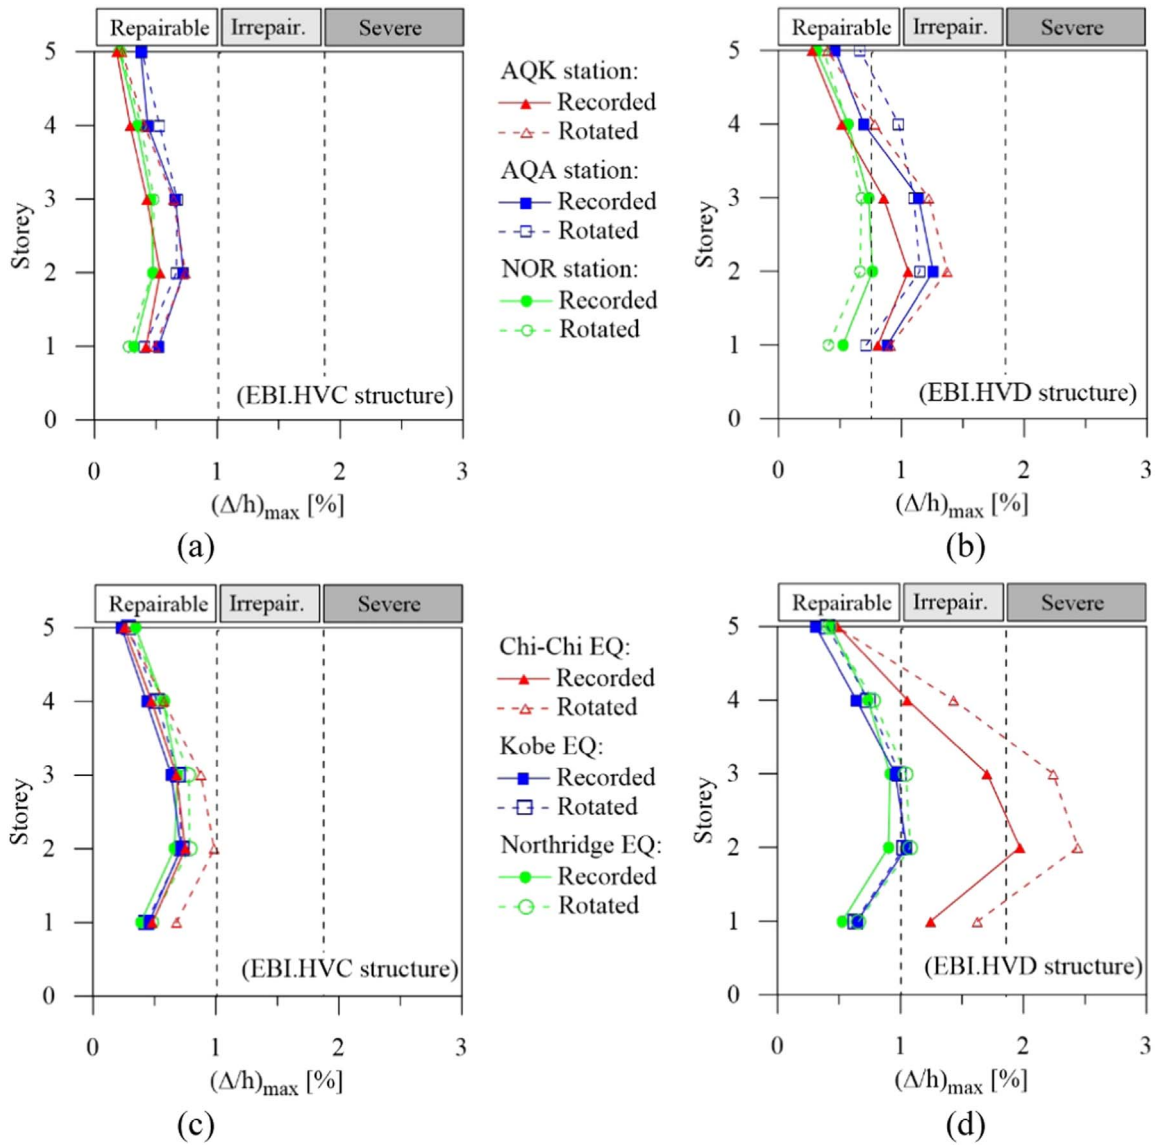 Repairable Irrepair. Severe
5
4
3
2
1
0
Storey
(EBI.HVC structure)
0 1 2 3
(Δ/h)max [%]
(a)
AQK station:
Recorded
Rotated
AQA station:
Recorded
Rotated
NOR station:
Recorded
Rotated
Repairable Irrepair. Severe
5
4
3
2
1
0
Storey
(EBI.HVD structure)
0 1 2 3
(Δ/h)max [%]
(b)
Repairable Irrepair. Severe
5
4
3
2
1
0
Storey
(EBI.HVC structure)
0 1 2 3
(Δ/h)max [%]
(c)
Chi-Chi EQ:
Recorded
Rotated
Kobe EQ:
Recorded
Rotated
Northridge EQ:
Recorded
Rotated
Repairable Irrepair. Severe
5
4
3
2
1
0
Storey
(EBI.HVD structure)
0 1 2 3
(Δ/h)max [%]
(d)